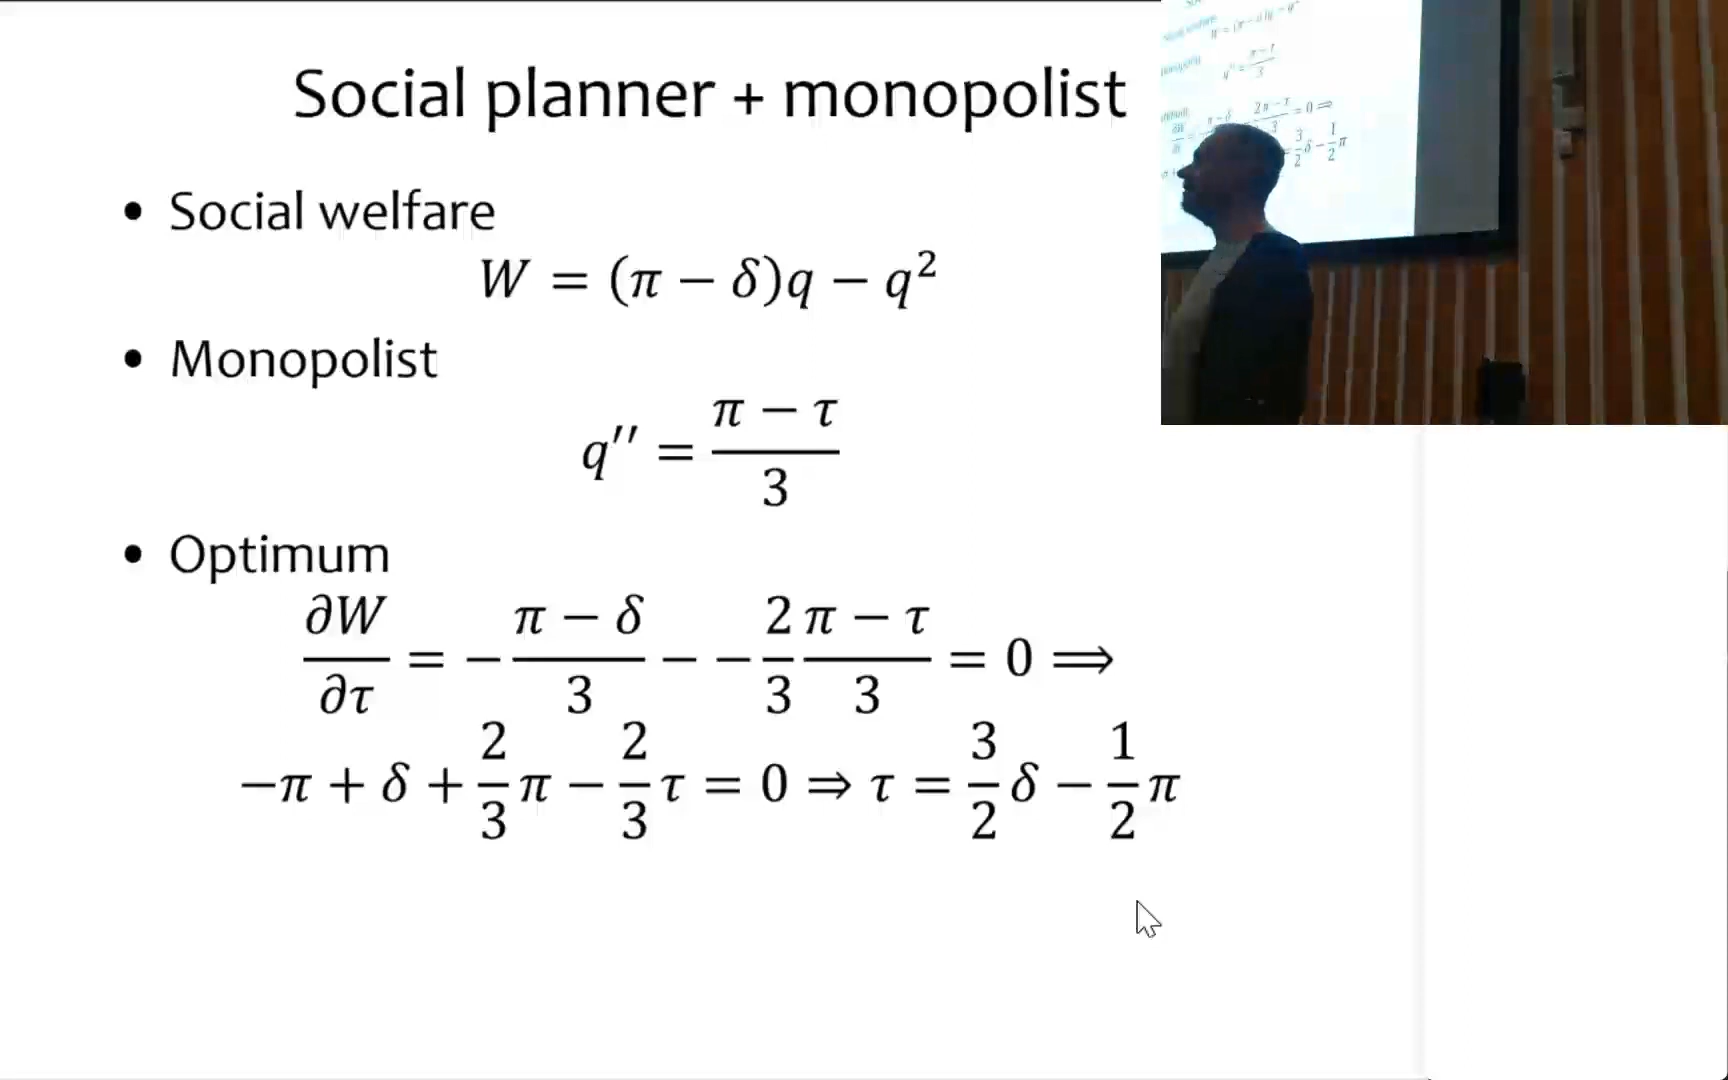 Social planner + monopolist
• Social welfare
W = (π − δ)q − q²
• Monopolist
q′′ = (π − τ)/3
• Optimum
∂W/∂τ = − (π − δ)/3 − − 2/3 (π − τ)/3 = 0 ⟹
−π + δ + 2/3 π − 2/3 τ = 0 ⇒ τ = 3/2 δ − 1/2 π